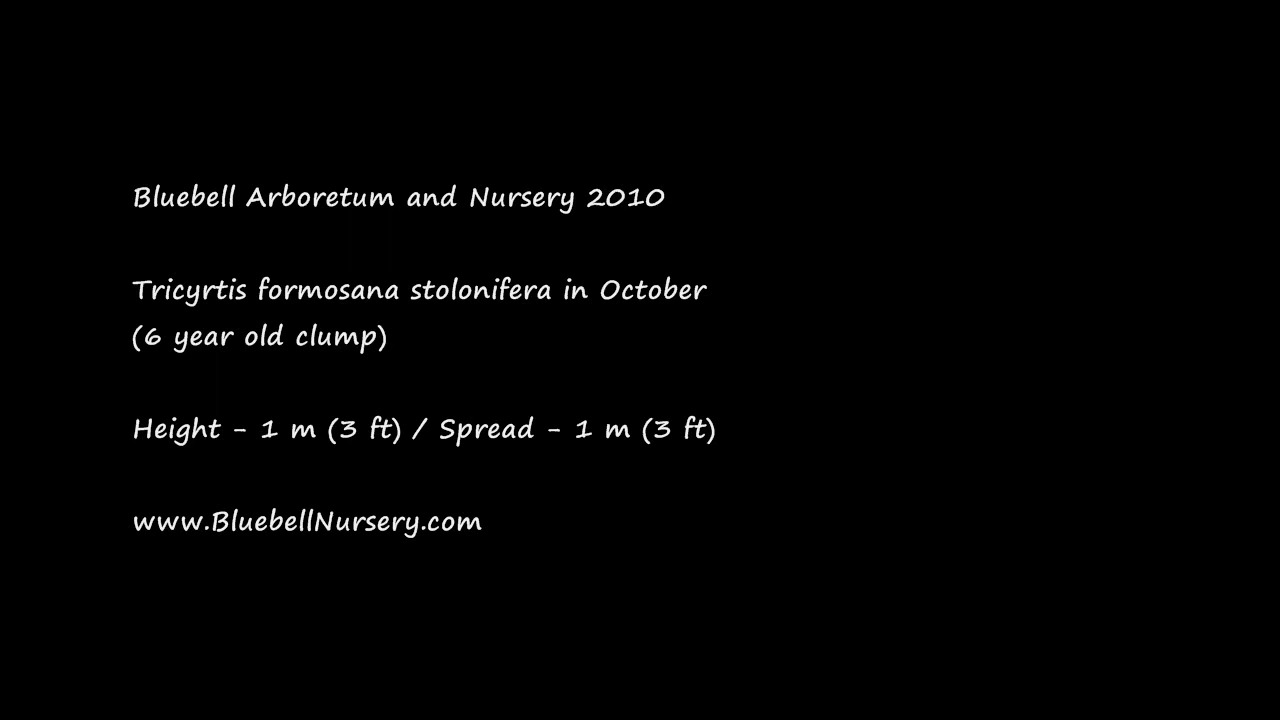 Bluebell Arboretum and Nursery 2010
Tricyrtis formosana stolonifera in October
(6 year old clump)
Height - 1 m (3 ft) / Spread - 1 m (3 ft)
www.BluebellNursery.com